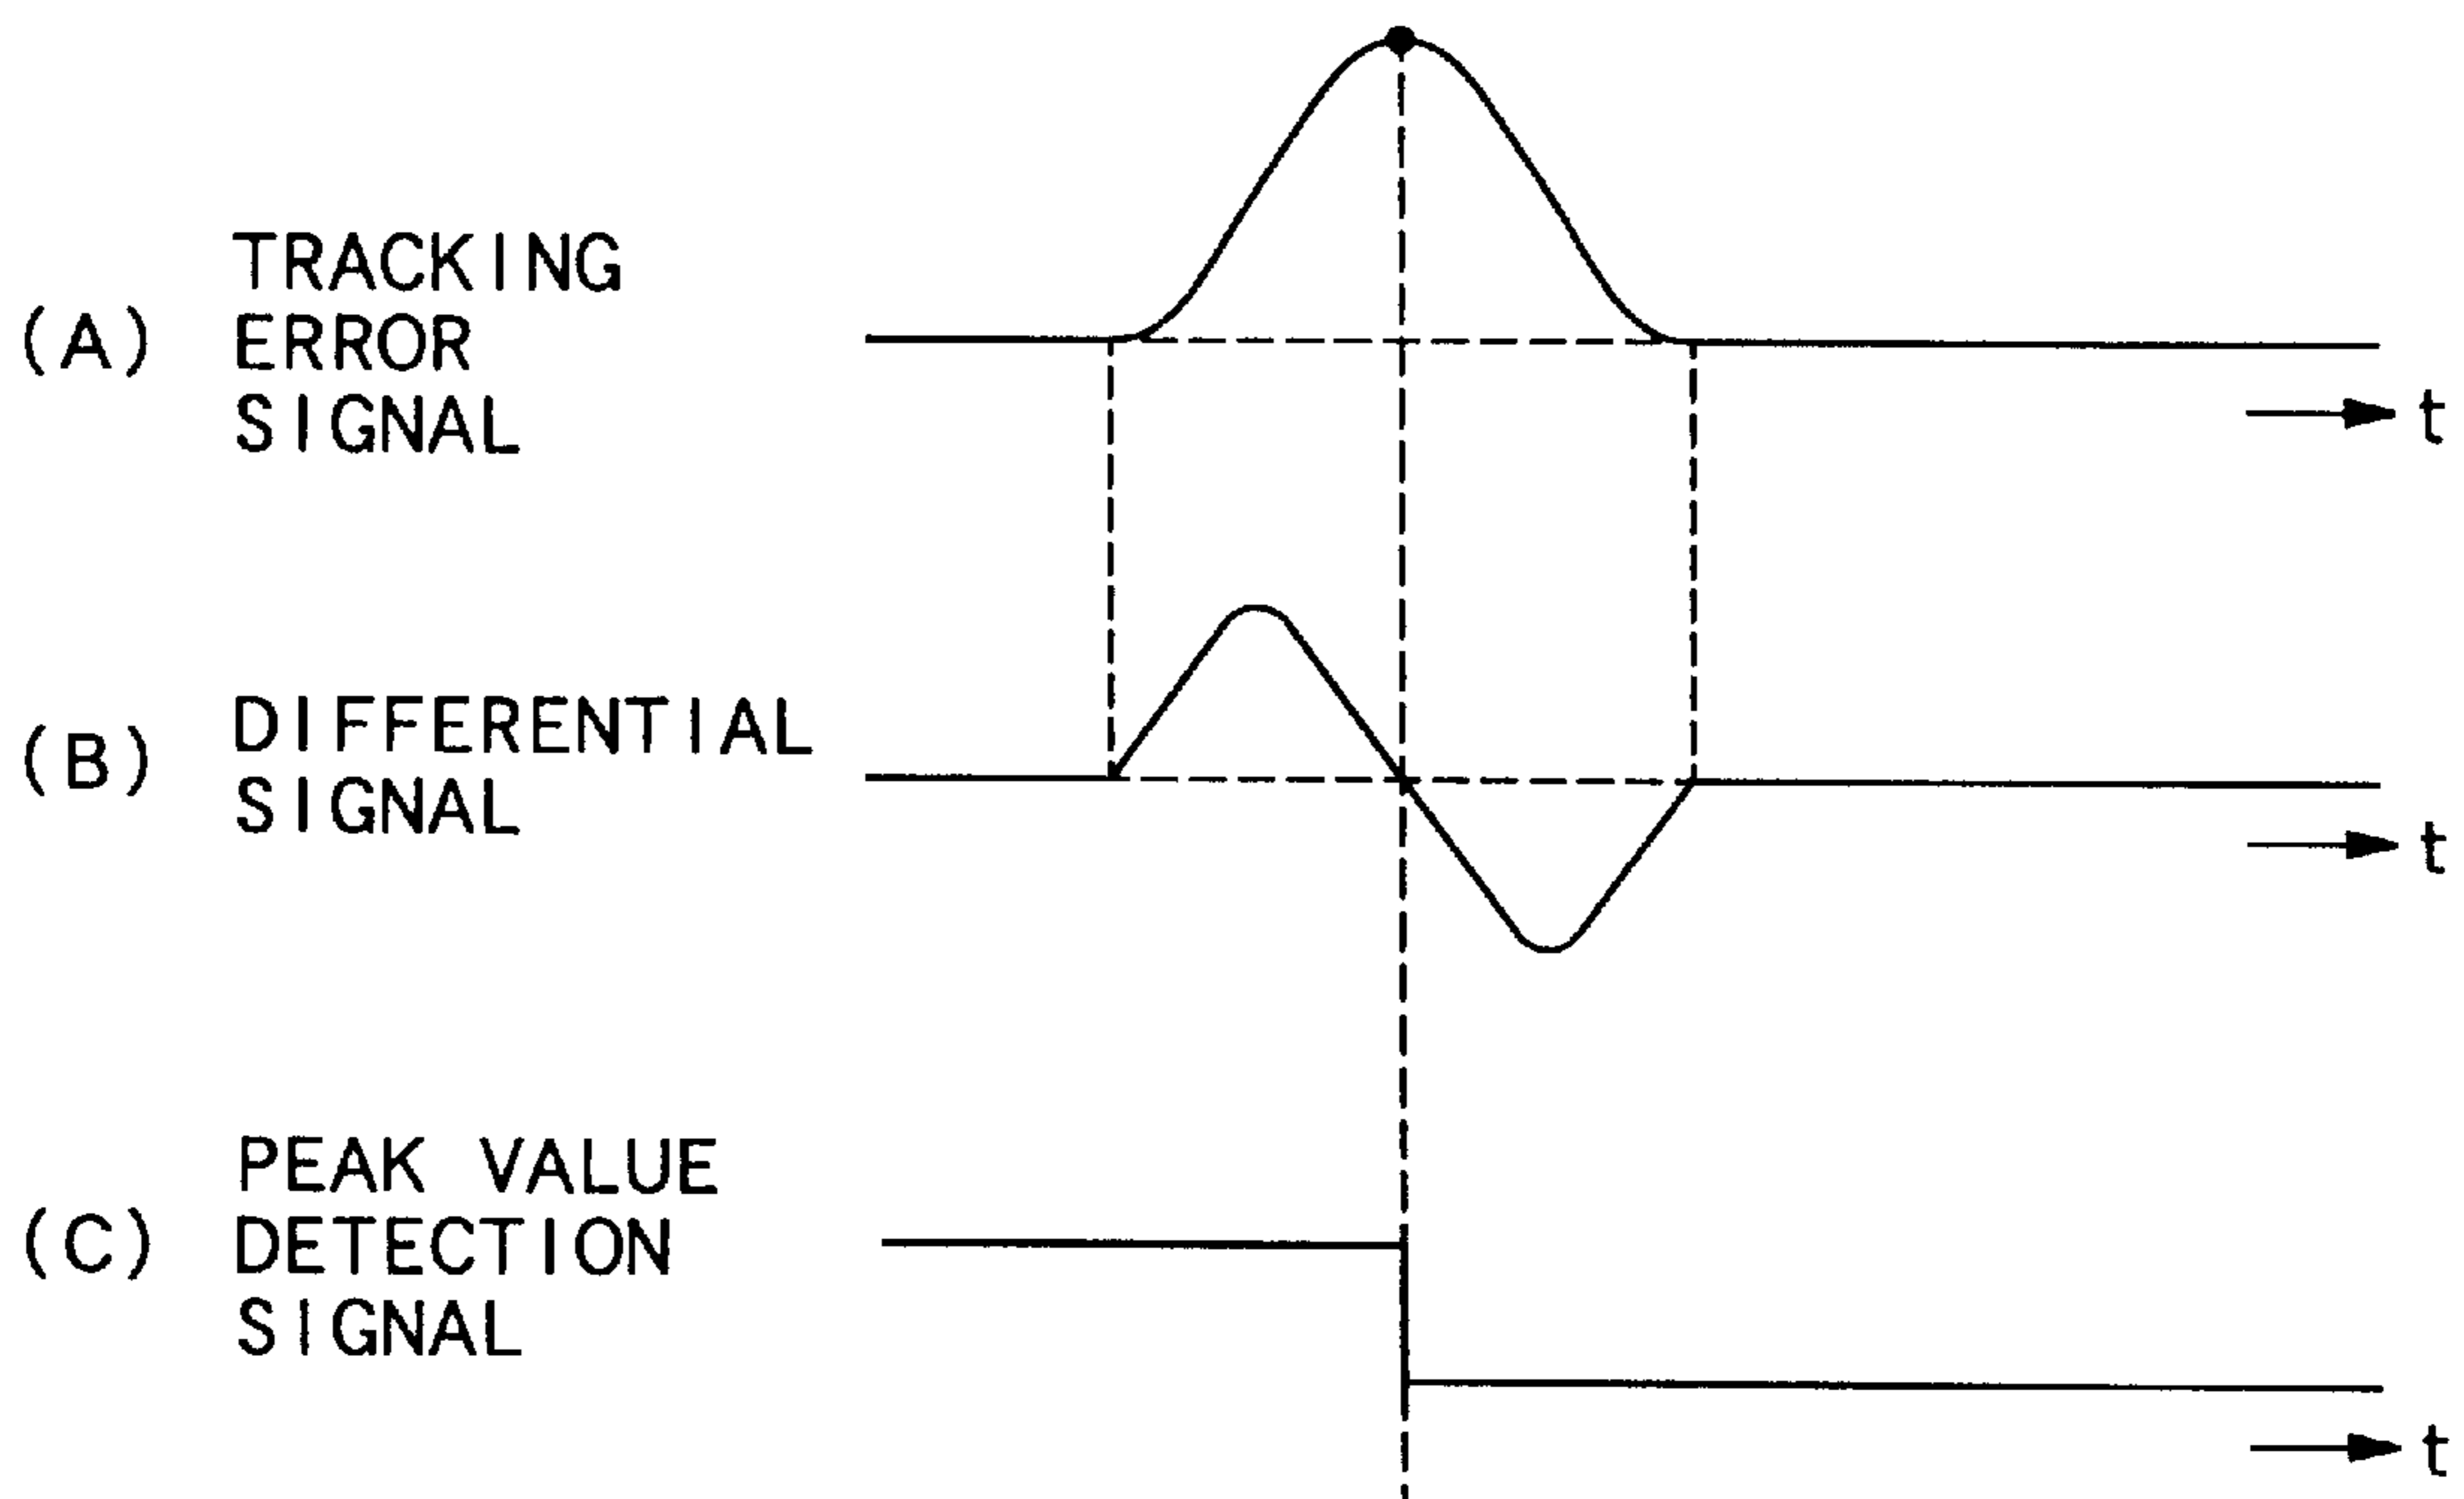 TRACKING
(A) ERROR
SIGNAL
t
(B) DIFFERENTIAL
SIGNAL
t
PEAK VALUE
(C) DETECTION
SIGNAL
t